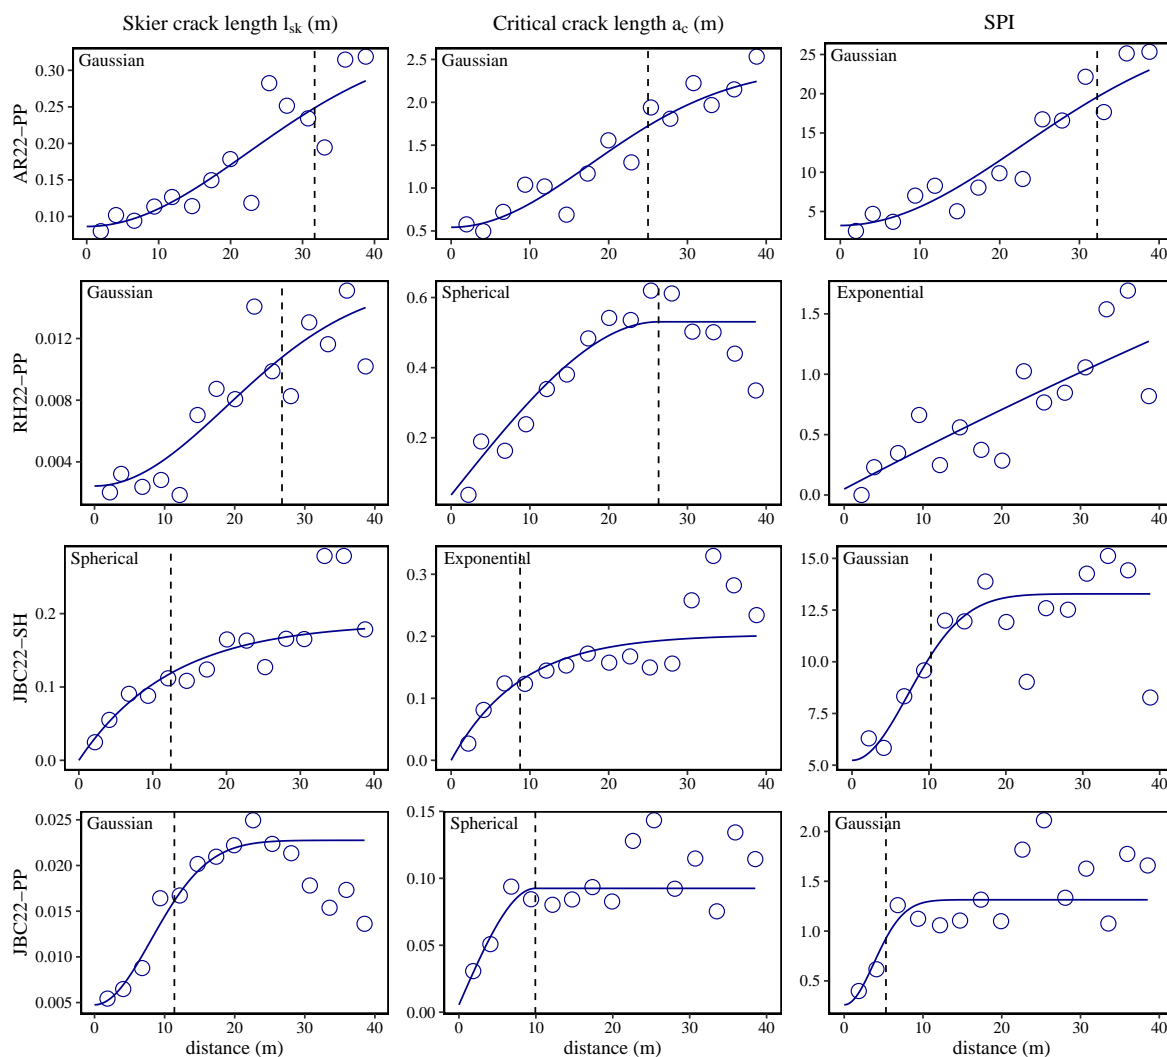 Skier crack length lsk (m) Critical crack length ac (m) SPI
AR22−PP
Gaussian
0.30
0.25
0.20
0.15
0.10
0 10 20 30 40
Gaussian
2.5
2.0
1.5
1.0
0.5
0 10 20 30 40
Gaussian
25
20
15
10
5
0 10 20 30 40
RH22−PP
Gaussian
0.012
0.008
0.004
0 10 20 30 40
Spherical
0.6
0.4
0.2
0 10 20 30 40
Exponential
1.5
1.0
0.5
0.0
0 10 20 30 40
JBC22−SH
Spherical
0.2
0.1
0.0
0 10 20 30 40
Exponential
0.3
0.2
0.1
0.0
0 10 20 30 40
Gaussian
15.0
12.5
10.0
7.5
5.0
0 10 20 30 40
JBC22−PP
Gaussian
0.025
0.020
0.015
0.010
0.005
0 10 20 30 40
distance (m)
Spherical
0.15
0.10
0.05
0.00
0 10 20 30 40
distance (m)
Gaussian
2.0
1.5
1.0
0.5
0 10 20 30 40
distance (m)